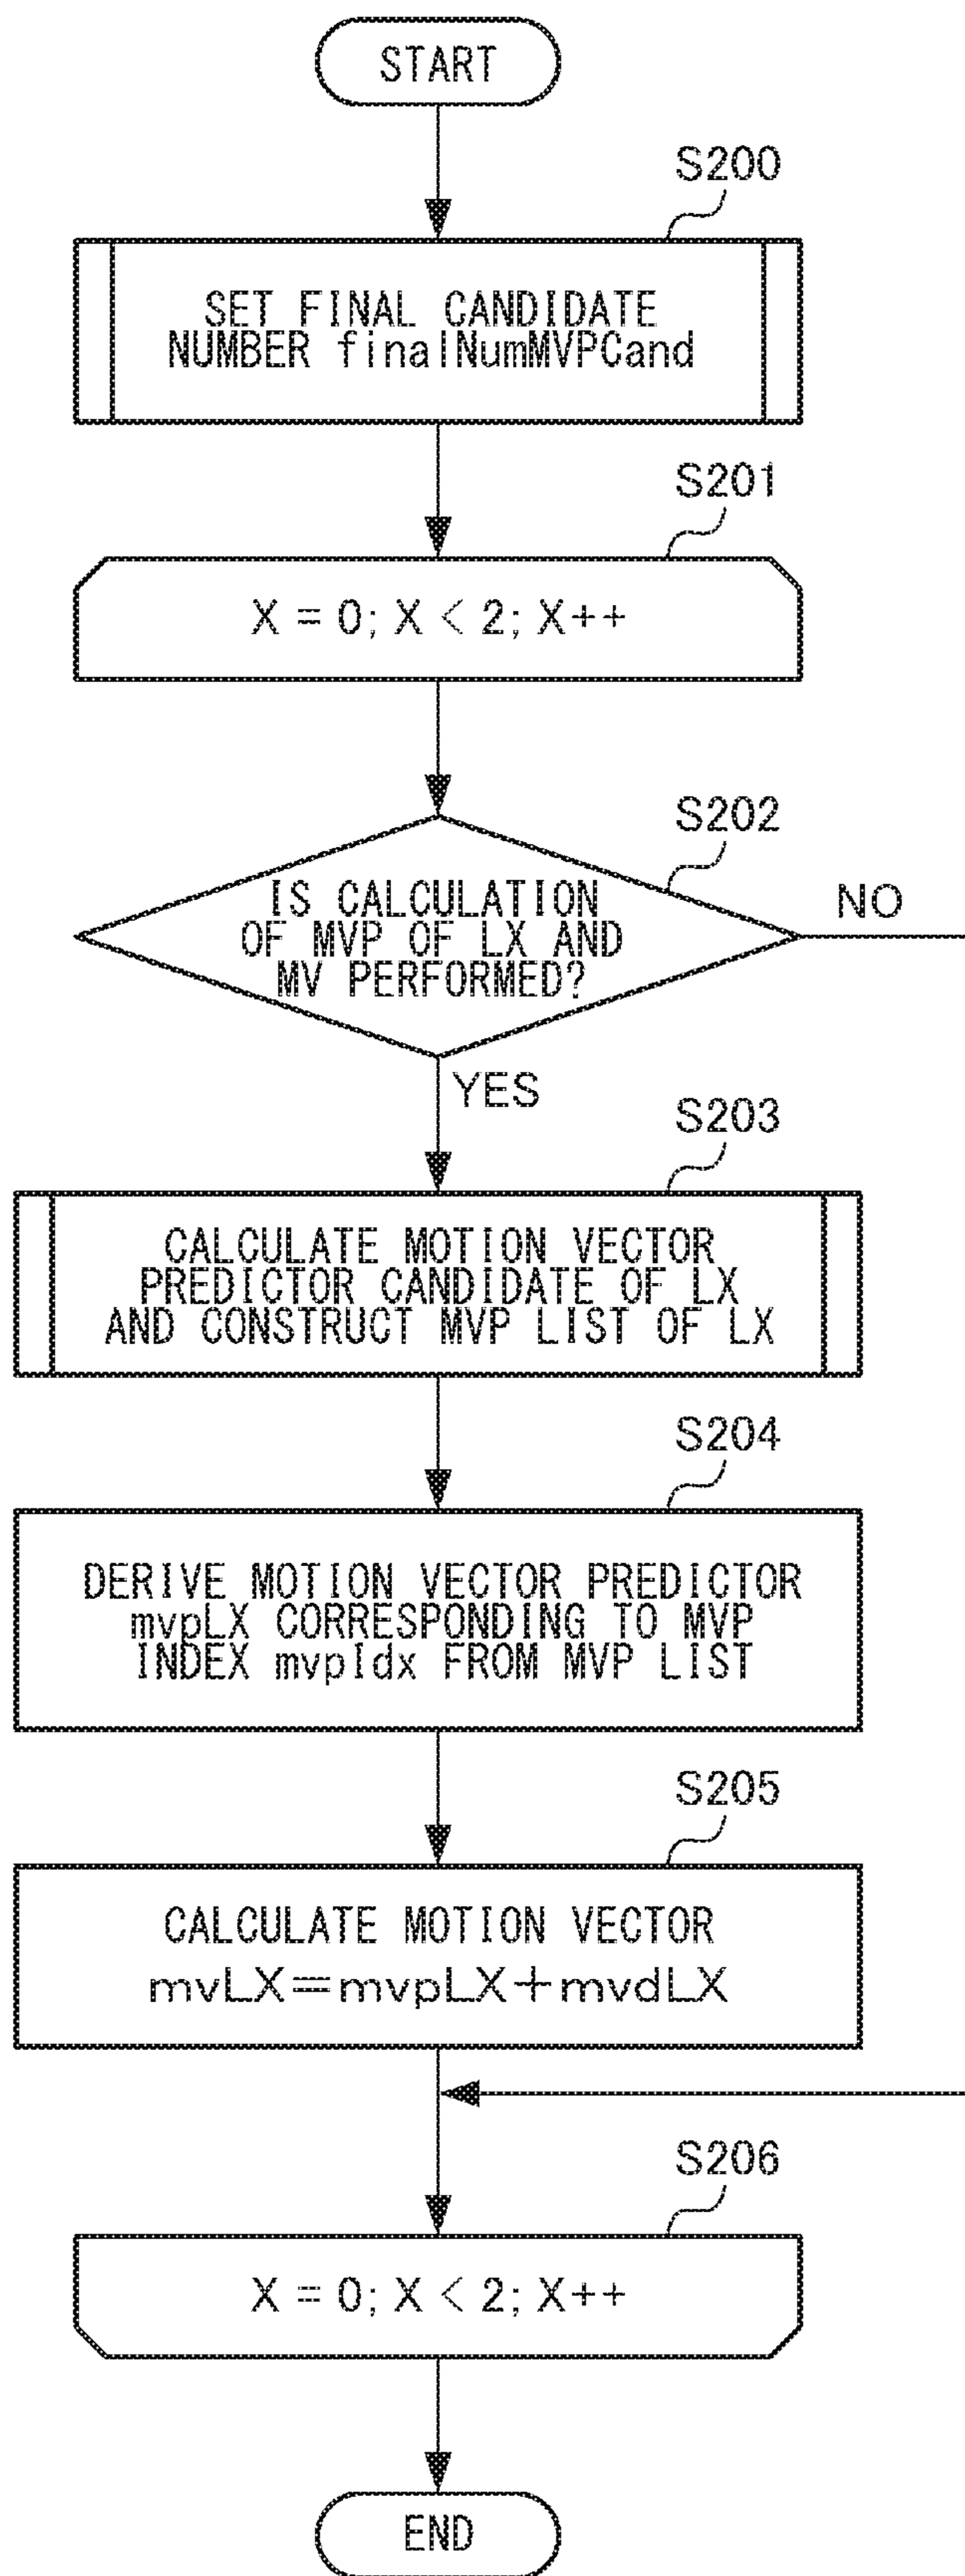 START
S200
SET FINAL CANDIDATE
NUMBER finalNumMVPCand
S201
X = 0; X < 2; X++
S202
IS CALCULATION
OF MVP OF LX AND
MV PERFORMED?
NO
YES
S203
CALCULATE MOTION VECTOR
PREDICTOR CANDIDATE OF LX
AND CONSTRUCT MVP LIST OF LX
S204
DERIVE MOTION VECTOR PREDICTOR
mvpLX CORRESPONDING TO MVP
INDEX mvpIdx FROM MVP LIST
S205
CALCULATE MOTION VECTOR
mvLX=mvpLX+mvdLX
S206
X = 0; X < 2; X++
END